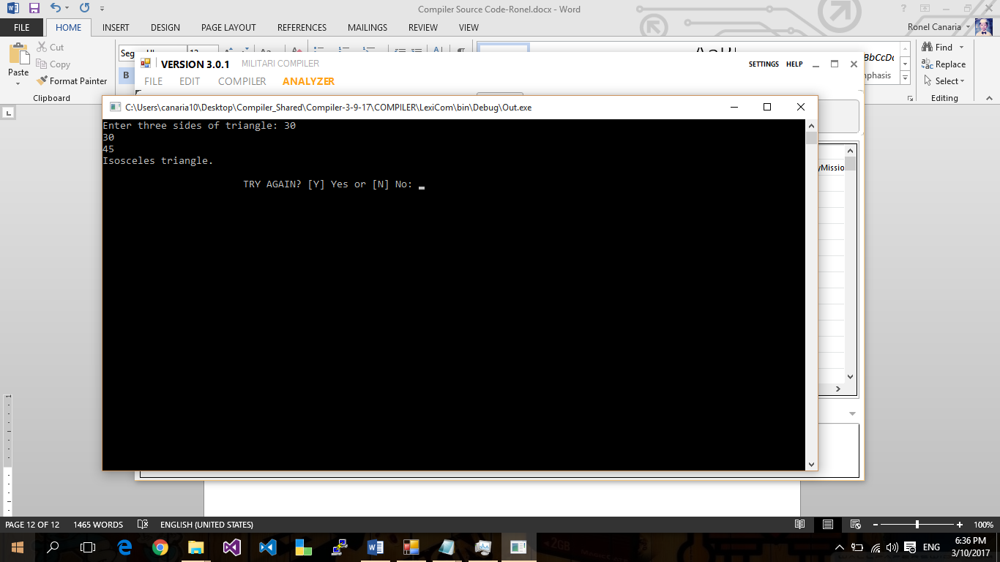 Compiler Source Code-Ronel.docx - Word
FILE HOME INSERT DESIGN PAGE LAYOUT REFERENCES MAILINGS REVIEW VIEW
Ronel Canaria
Paste
Cut
Copy
Format Painter
Clipboard
B
Find
Replace
Select
Editing
VERSION 3.0.1 MILITARI COMPILER
SETTINGS HELP
FILE EDIT COMPILER ANALYZER
C:\Users\canaria10\Desktop\Compiler_Shared\Compiler-3-9-17\COMPILER\LexiCom\bin\Debug\Out.exe
Enter three sides of triangle: 30
30
45
Isosceles triangle.
TRY AGAIN? [Y] Yes or [N] No:
PAGE 12 OF 12 1465 WORDS ENGLISH (UNITED STATES)
100%
ENG
6:36 PM
3/10/2017